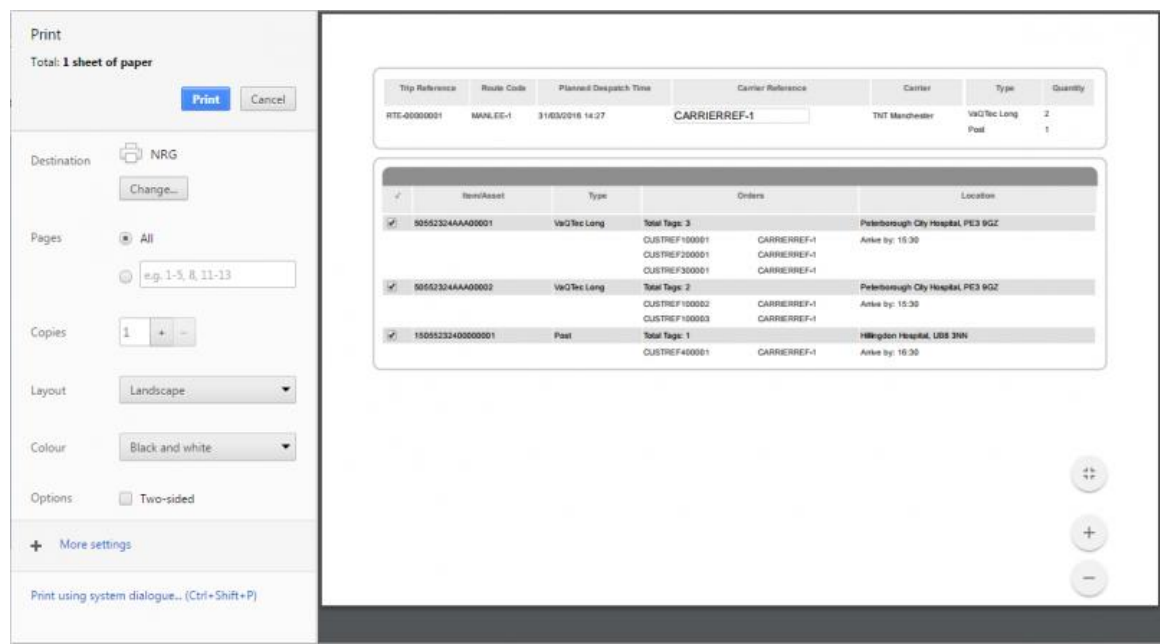 Print
Total: 1 sheet of paper
Print Cancel
Destination NRG
Change...
Pages All
e.g. 1-5, 8, 11-13
Copies 1 + -
Layout Landscape
Colour Black and white
Options Two-sided
+ More settings
Print using system dialogue... (Ctrl+Shift+P)
Trip Reference Route Code Planned Despatch Time Carrier Reference Carrier Type Quantity
RTE-00000001 MANLEE-1 31/03/2016 14:27 CARRIERREF-1 TNT Manchester VaQTec Long 2
Post 1
✓ Item/Asset Type Orders Location
50552324AAA00001 VaQTec Long Total Tags: 3 Peterborough City Hospital, PE3 9GZ
CUSTREF100001 CARRIERREF-1 Arrive by: 15:30
CUSTREF200001 CARRIERREF-1
CUSTREF300001 CARRIERREF-1
50552324AAA00002 VaQTec Long Total Tags: 2 Peterborough City Hospital, PE3 9GZ
CUSTREF100002 CARRIERREF-1 Arrive by: 15:30
CUSTREF100003 CARRIERREF-1
15055232400000001 Post Total Tags: 1 Hillingdon Hospital, UB8 3NN
CUSTREF400001 CARRIERREF-1 Arrive by: 16:30